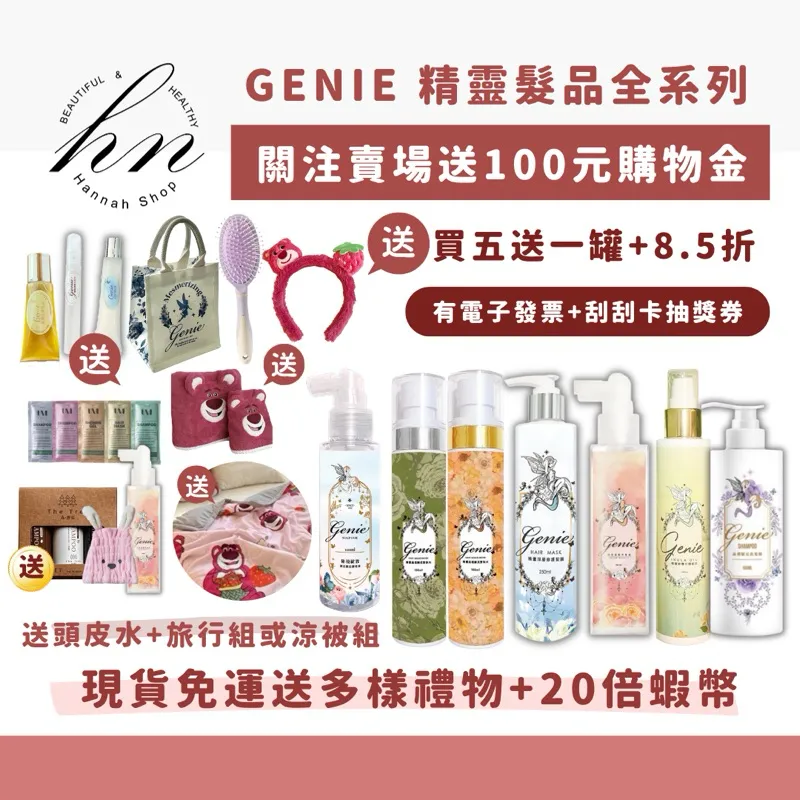 BEAUTIFUL & HEALTHY
hn
Hannah Shop
GENIE 精靈髮品全系列
關注賣場送100元購物金
送
買五送一罐+8.5折
有電子發票+刮刮卡抽獎券
Mesmerizing
Genie
送
送
送
送
Genie
Genie
Genie
Genie
HAIR MASK
Genie
Genie
SHAMPOO
送頭皮水+旅行組或涼被組
現貨免運送多樣禮物+20倍蝦幣